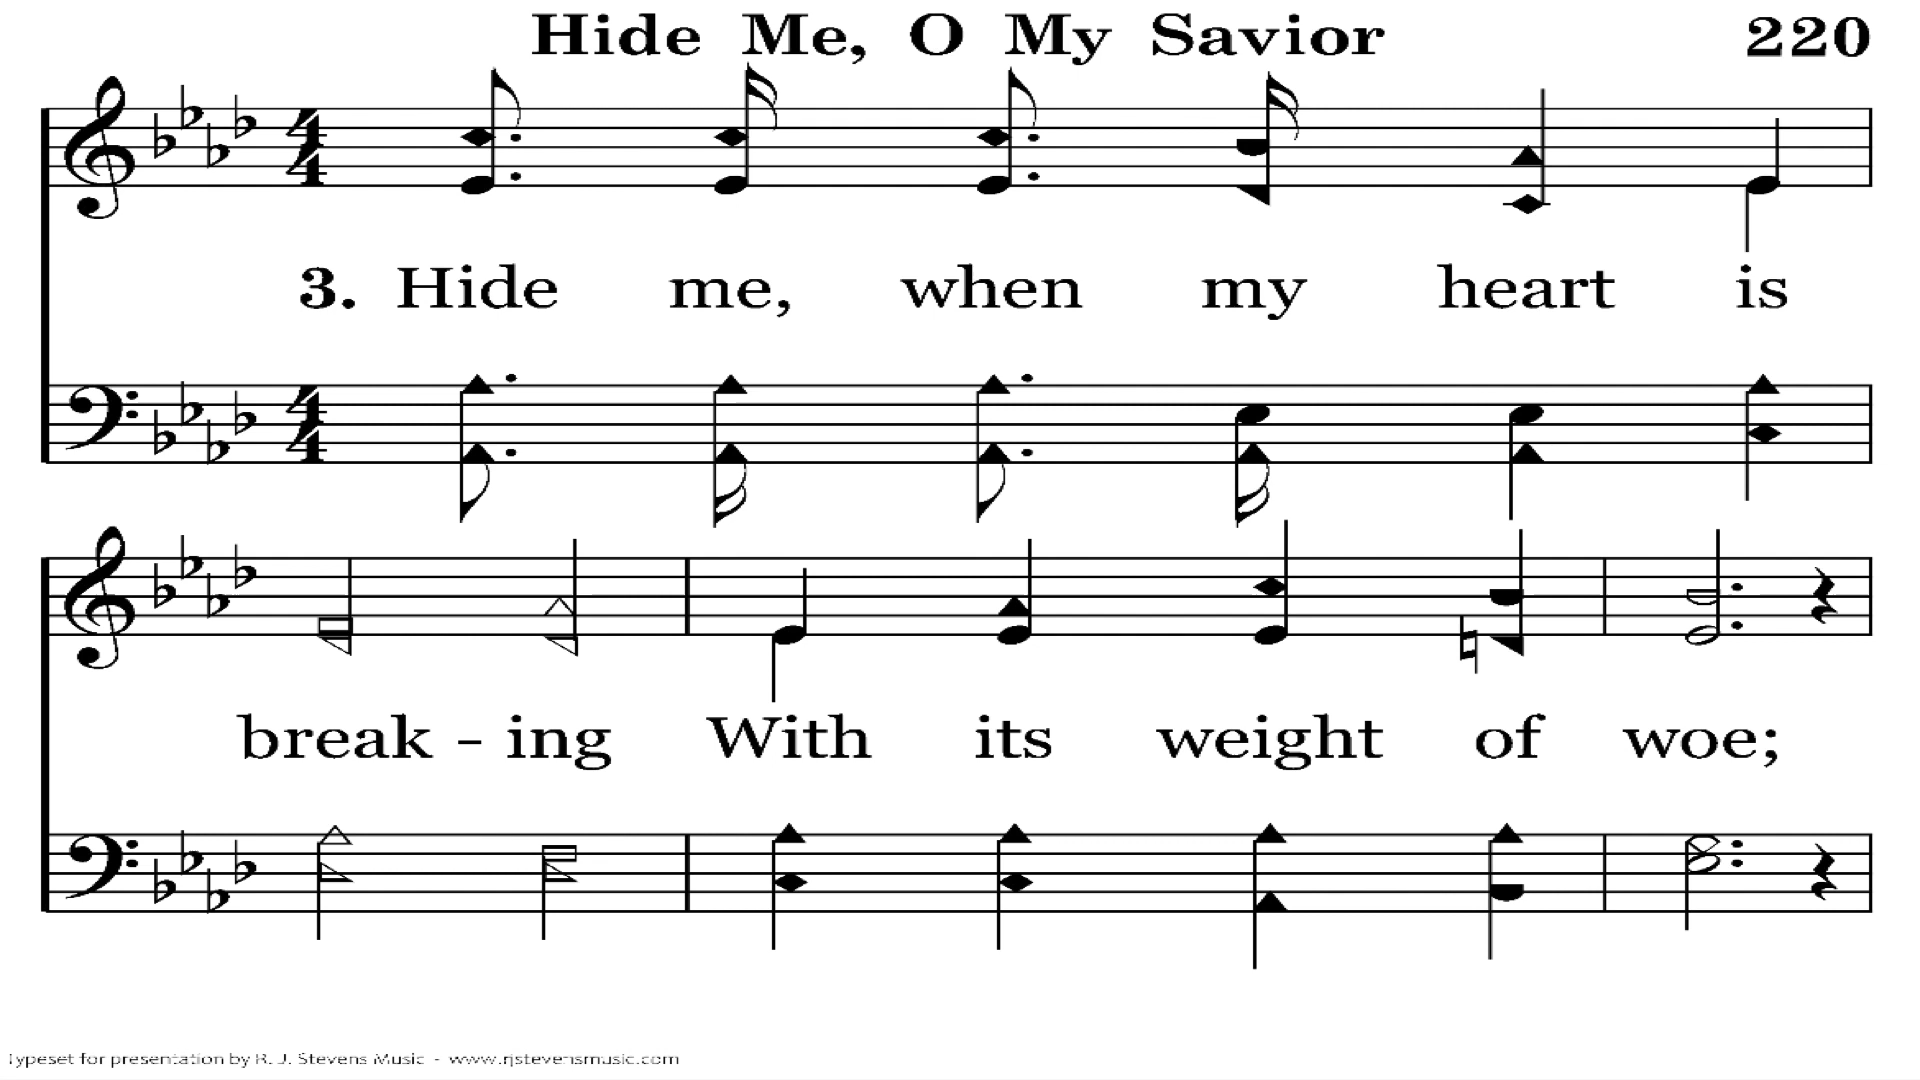 Hide Me, O My Savior 220
3. Hide me, when my heart is
break - ing With its weight of woe;
Typeset for presentation by R. J. Stevens Music - www.rjstevensmusic.com